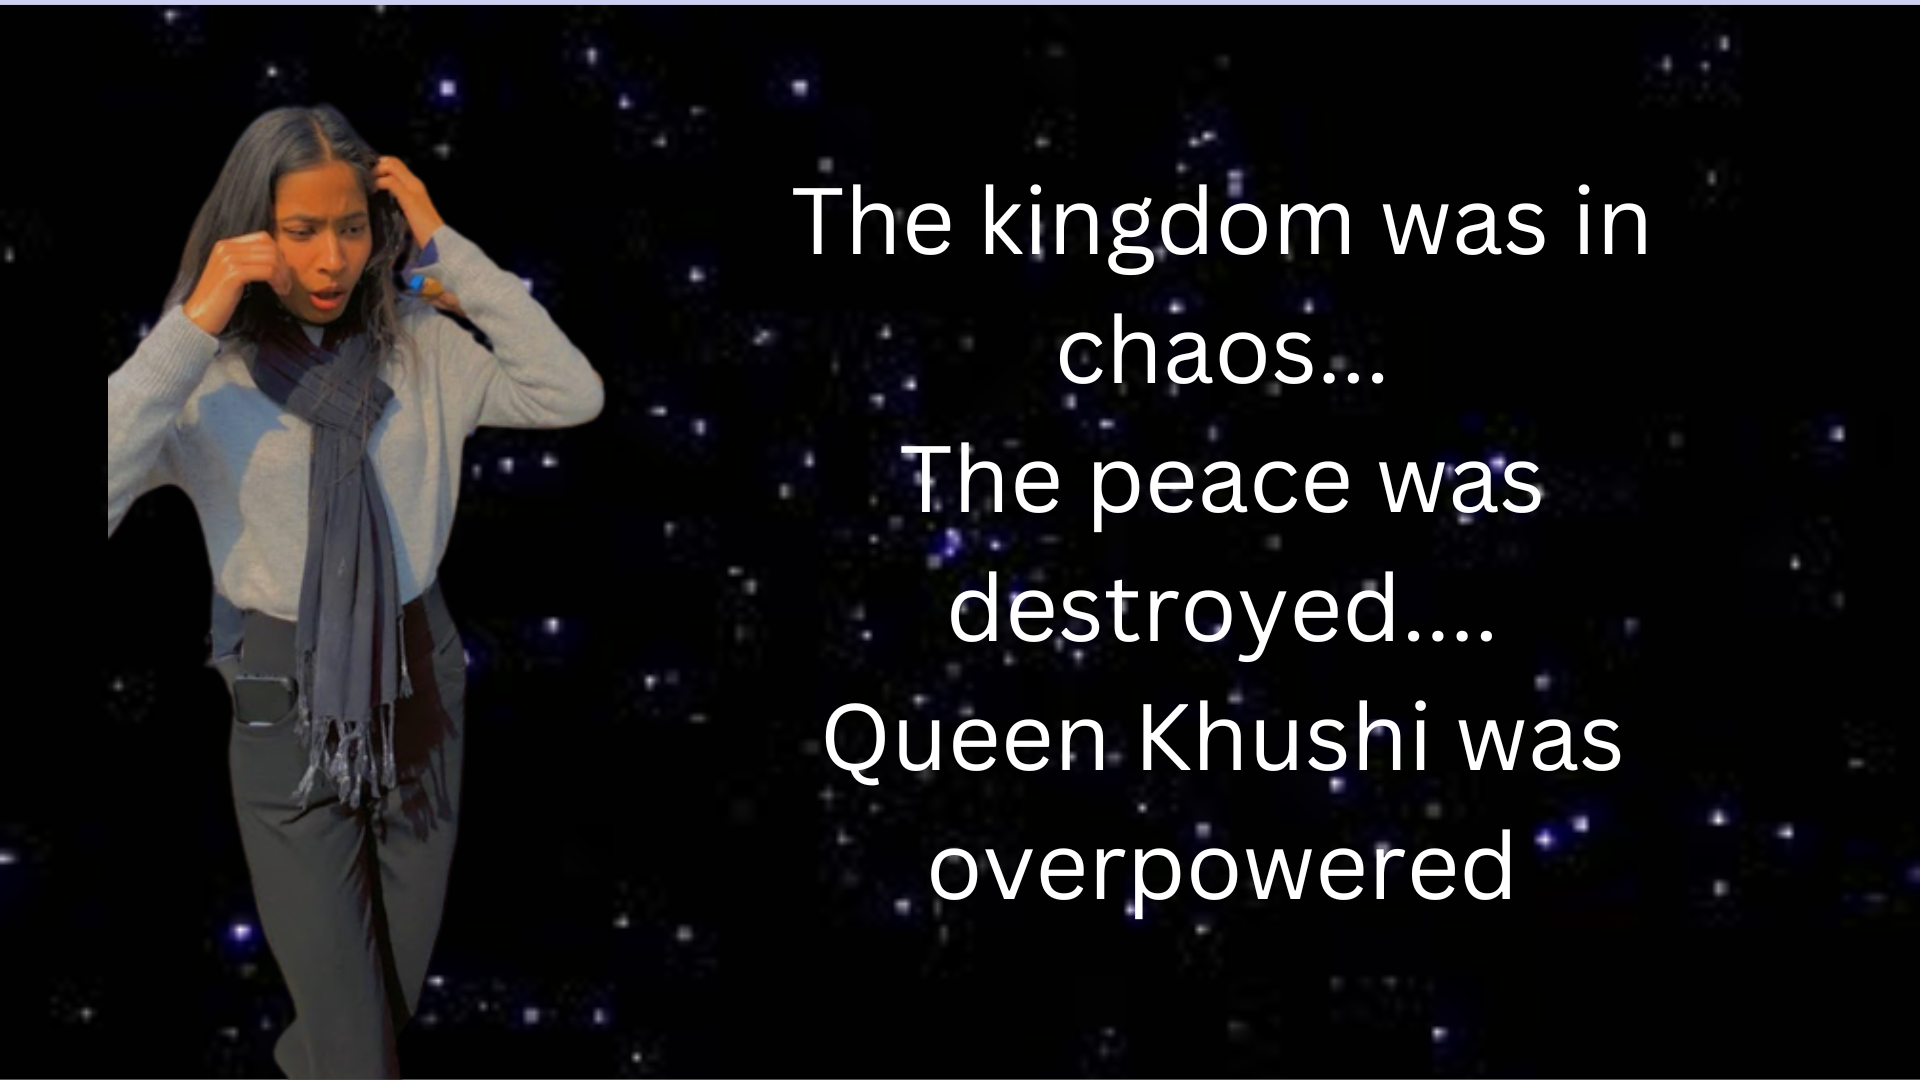 The kingdom was in
chaos...
The peace was
destroyed....
Queen Khushi was
overpowered